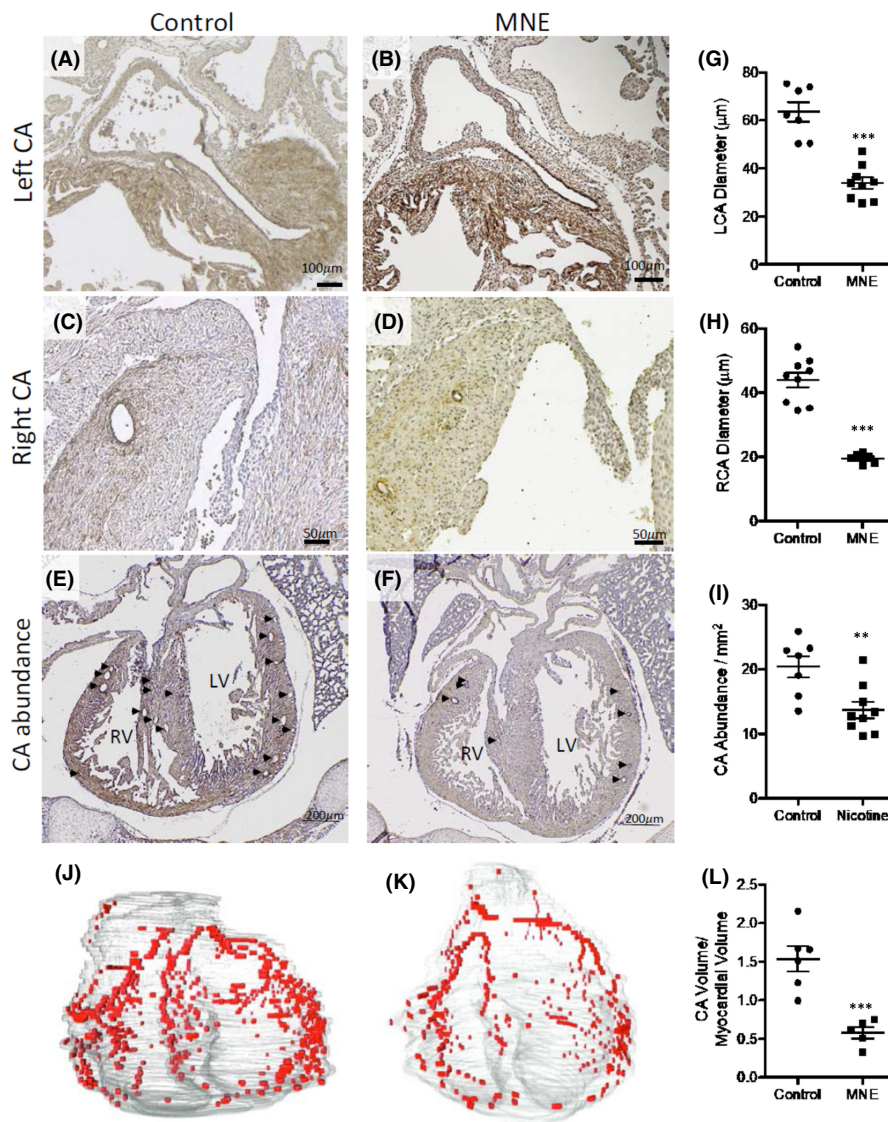 Control
MNE
Left CA
(A)
100µm
(B)
100µm
(G)
LCA Diameter (µm)
80
60
40
20
0
***
Control
MNE
Right CA
(C)
50µm
(D)
50µm
(H)
RCA Diameter (µm)
60
40
20
0
***
Control
MNE
CA abundance
(E)
LV
RV
200µm
(F)
RV
LV
200µm
(I)
CA Abundance / mm²
30
20
10
0
**
Control
Nicotine
(J)
(K)
(L)
CA Volume/
Myocardial Volume
2.5
2.0
1.5
1.0
0.5
0.0
***
Control
MNE